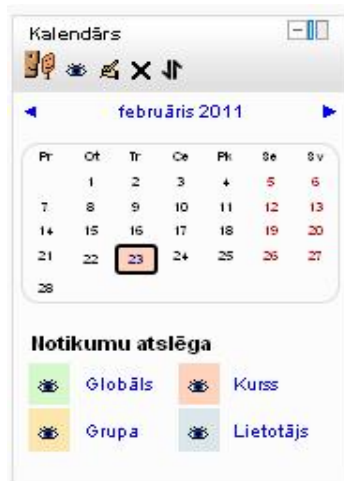 Kalendārs
februāris 2011
Pr Ot Tr Ce Pk Se Sv
1 2 3 4 5 6
7 8 9 10 11 12 13
14 15 16 17 18 19 20
21 22 23 24 25 26 27
28
Notikumu atslēga
Globāls Kurss
Grupa Lietotājs